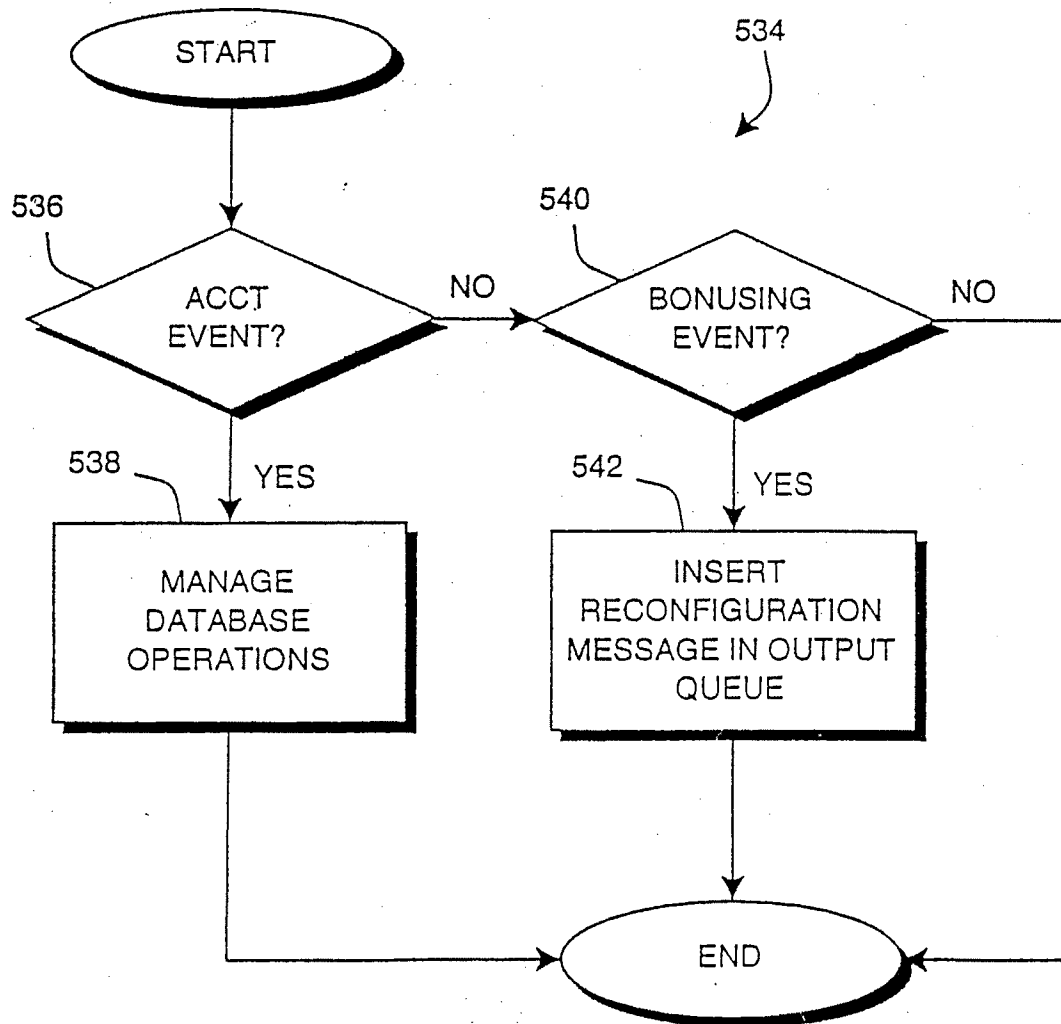 START
534
536
ACCT
EVENT?
NO
540
BONUSING
EVENT?
NO
538
YES
MANAGE
DATABASE
OPERATIONS
542
YES
INSERT
RECONFIGURATION
MESSAGE IN OUTPUT
QUEUE
END